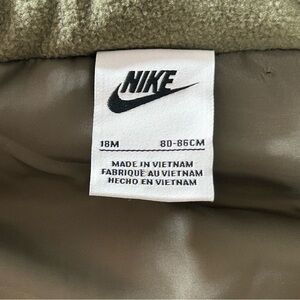 NIKE
18M 80-86CM
MADE IN VIETNAM
FABRIQUÉ AU VIETNAM
HECHO EN VIETNAM